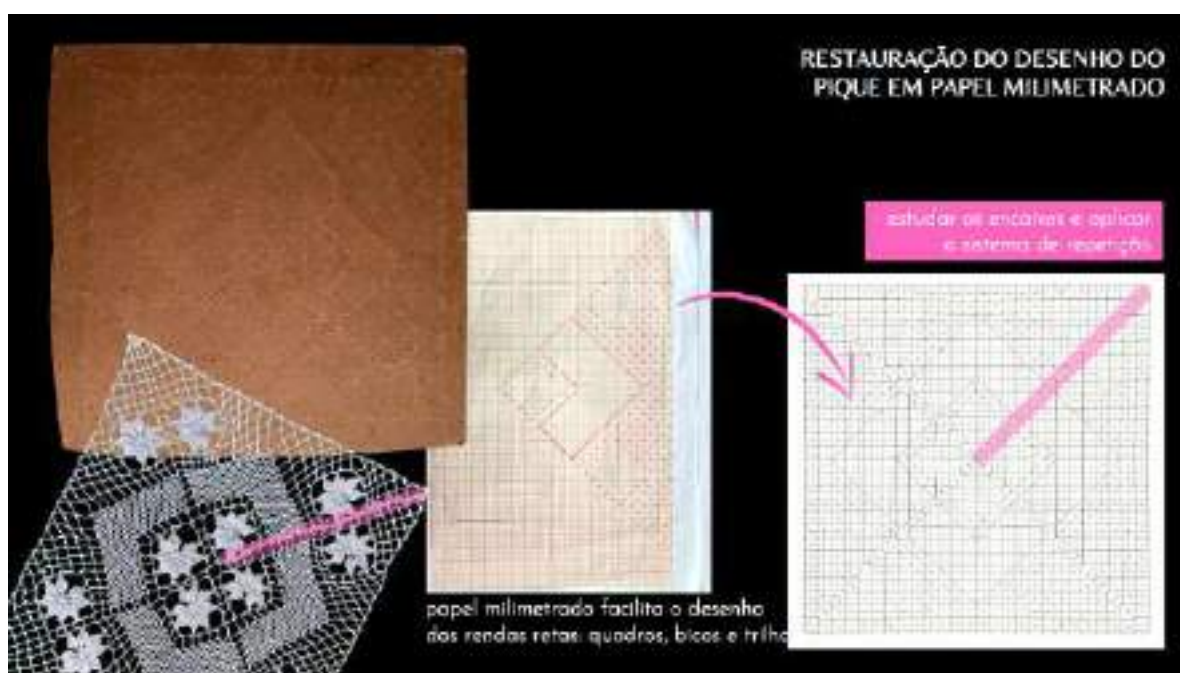 RESTAURAÇÃO DO DESENHO DO
PIQUE EM PAPEL MILIMETRADO
estudar os encaixes e aplicar
o sistema de repetição
papel milimetrado facilita o desenho
das rendas retas: quadros, bicos e trilho